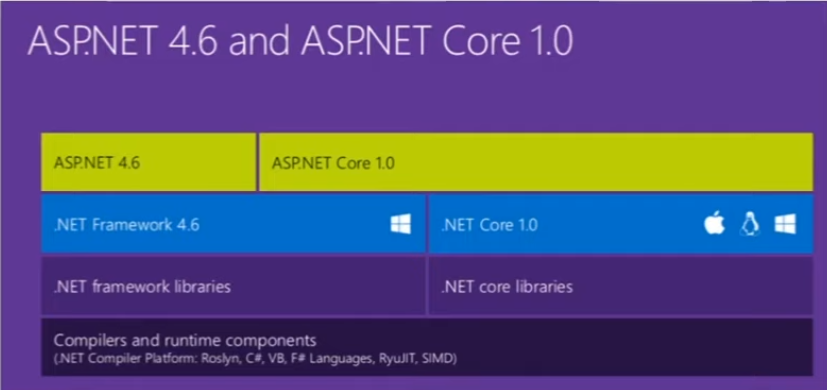 ASP.NET 4.6 and ASP.NET Core 1.0
ASP.NET 4.6
ASP.NET Core 1.0
.NET Framework 4.6
.NET Core 1.0
.NET framework libraries
.NET core libraries
Compilers and runtime components
(.NET Compiler Platform: Roslyn, C#, VB, F# Languages, RyuJIT, SIMD)